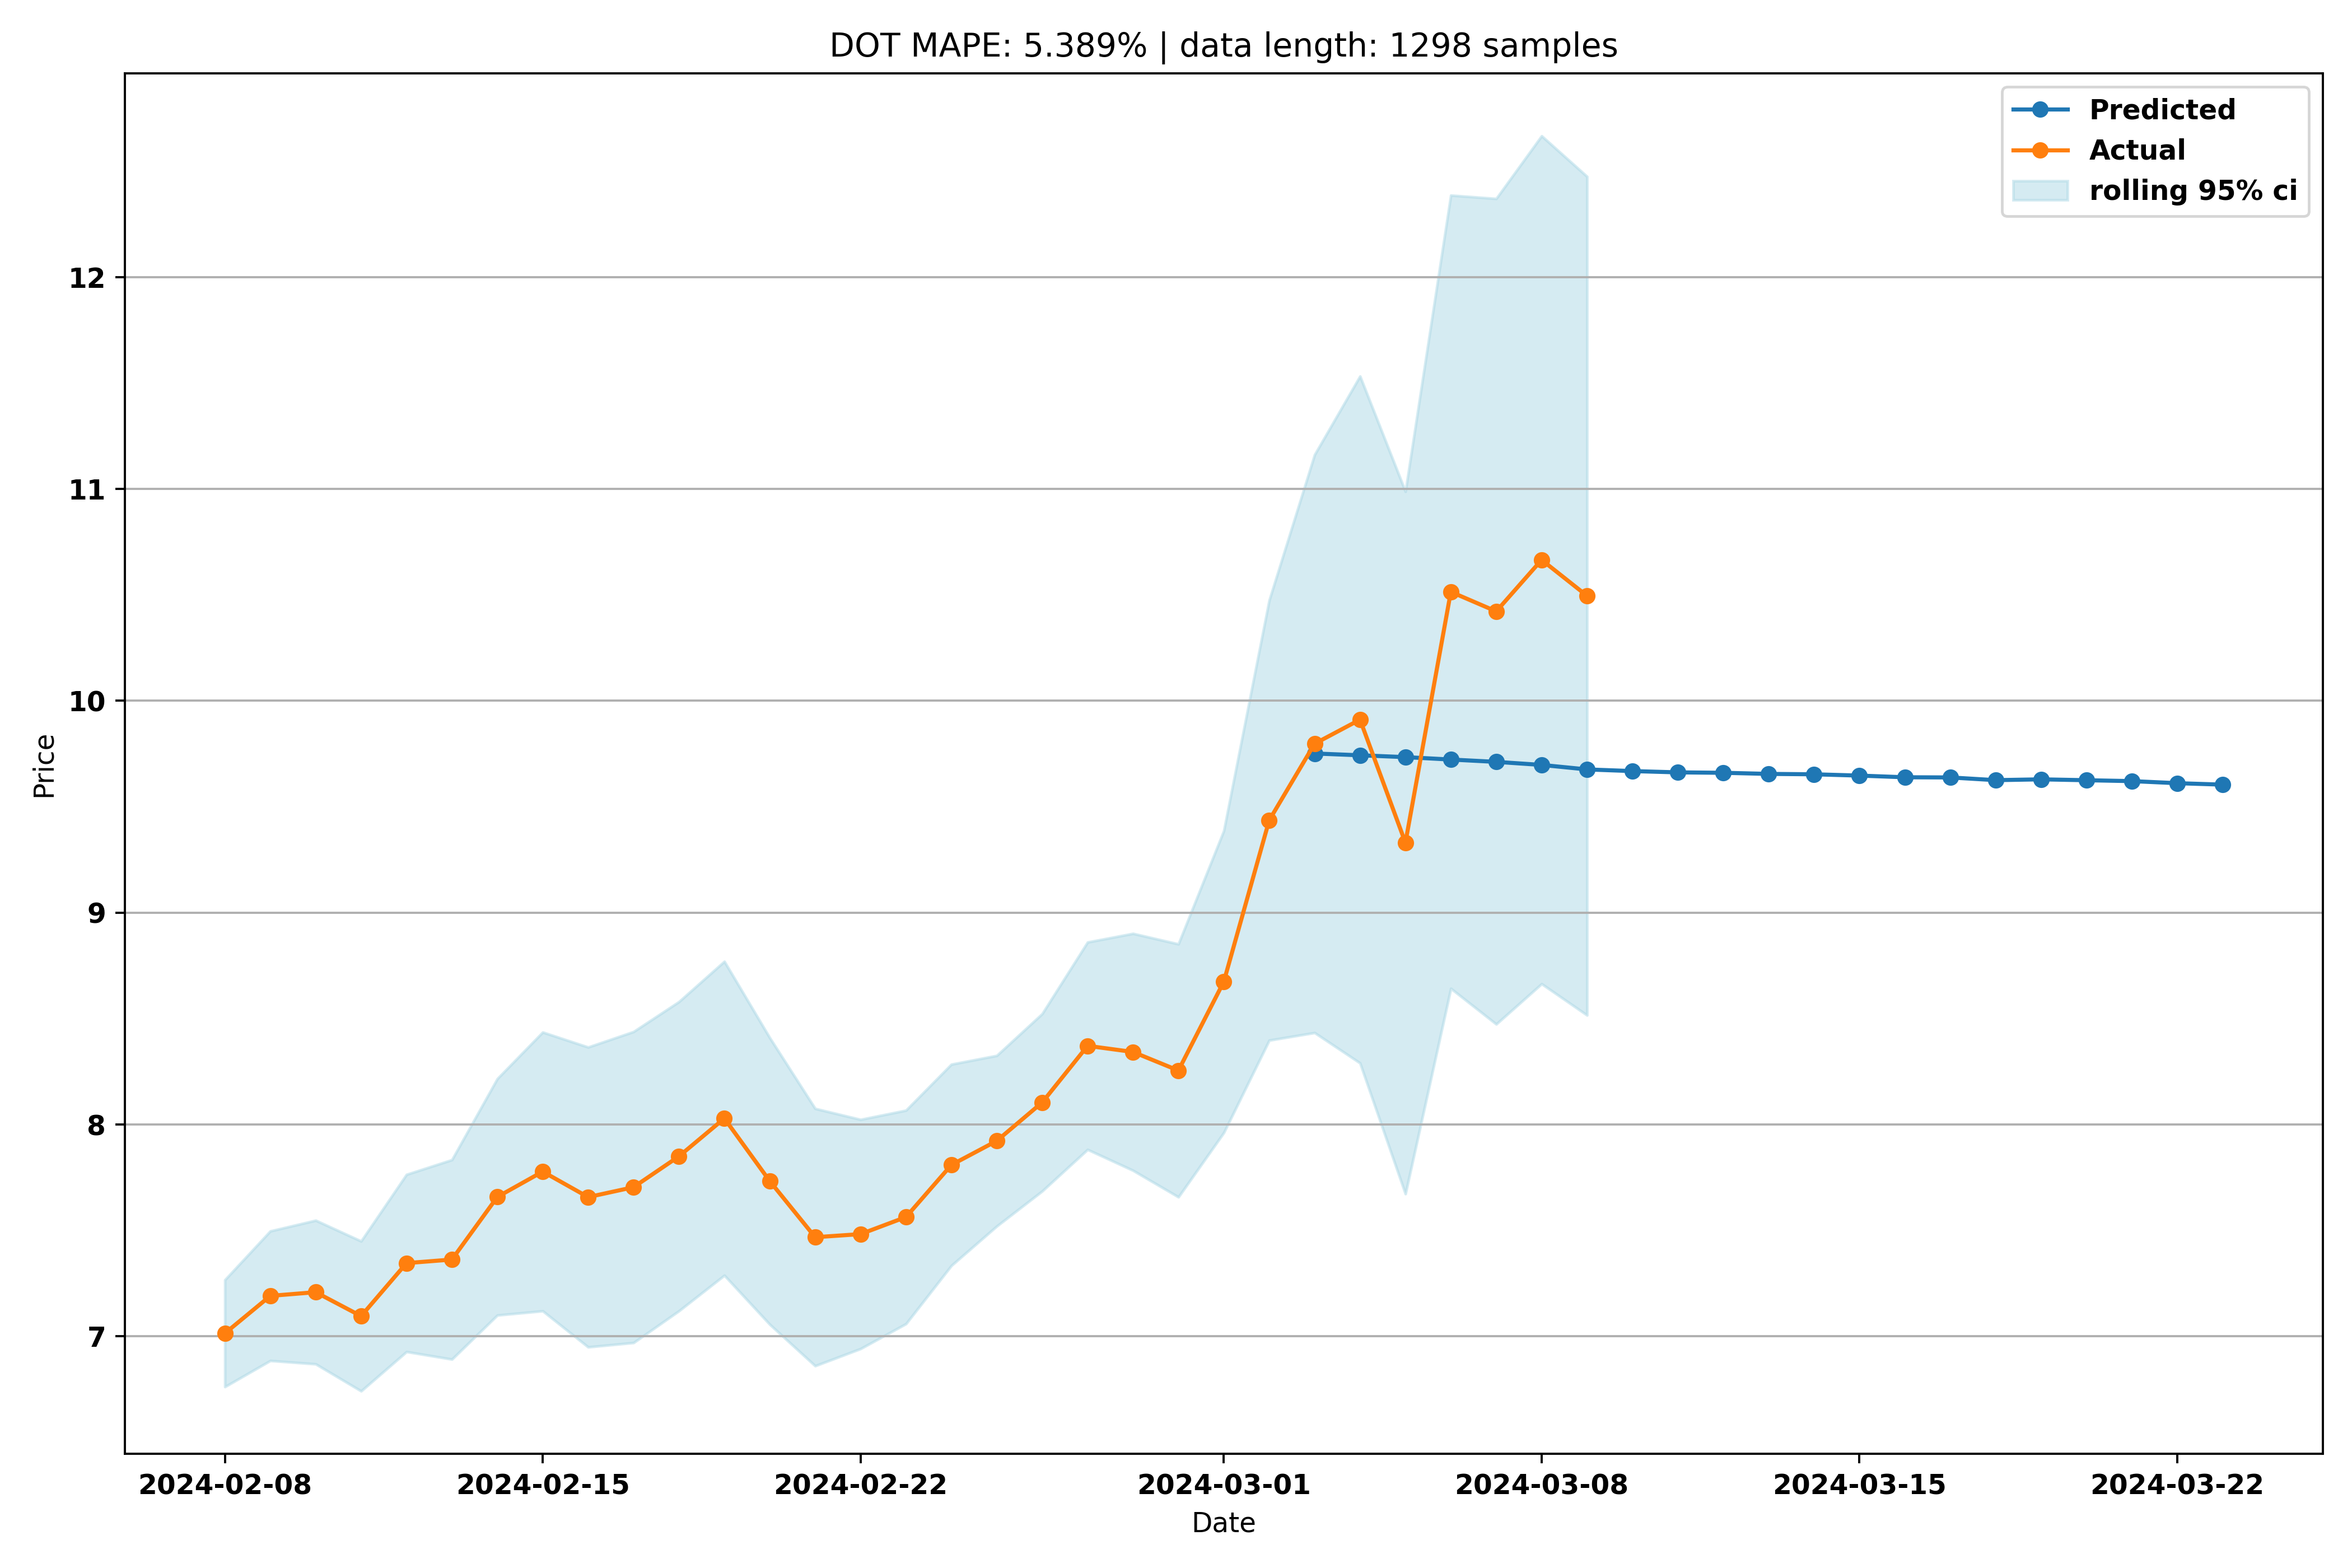 DOT MAPE: 5.389% | data length: 1298 samples
Predicted
Actual
rolling 95% ci
12
11
10
9
8
7
Price
2024-02-08 2024-02-15 2024-02-22 2024-03-01 2024-03-08 2024-03-15 2024-03-22
Date